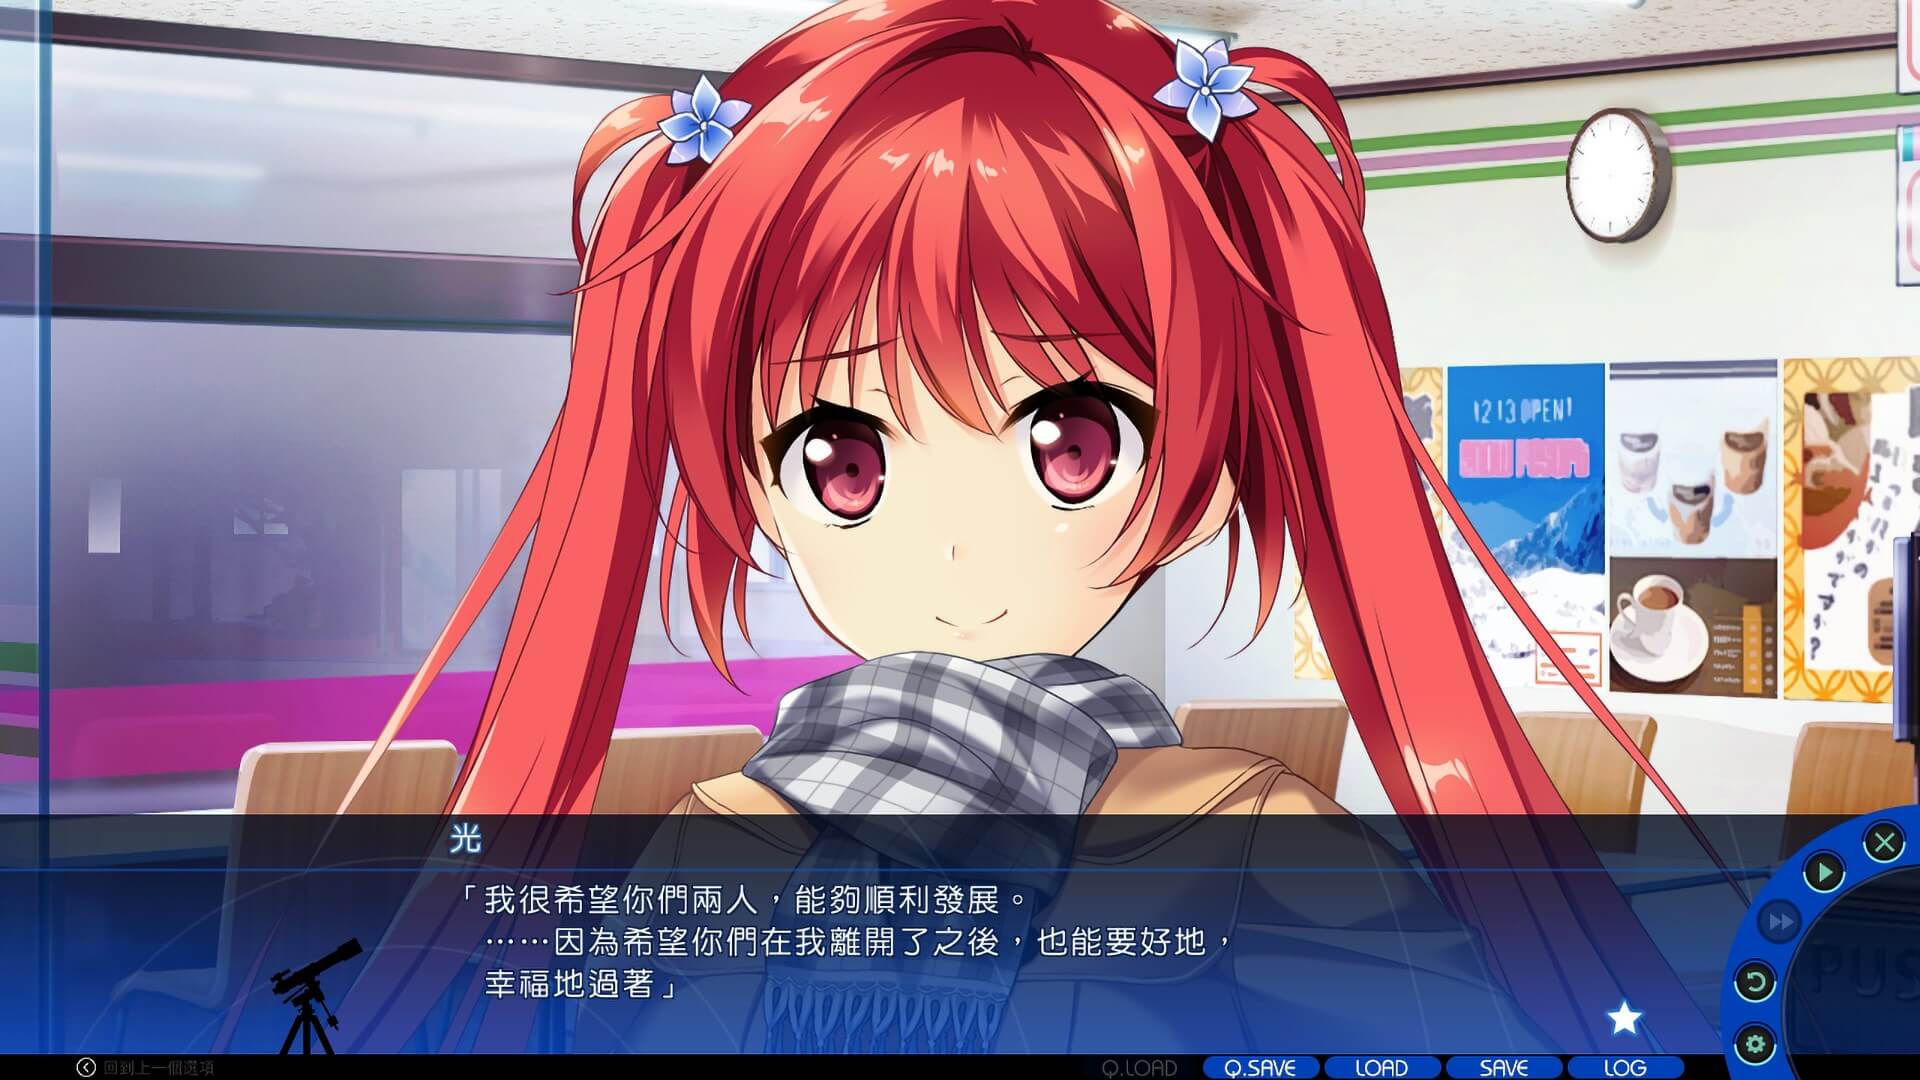 12 13 OPEN!
光
「我很希望你們兩人，能夠順利發展。
……因為希望你們在我離開了之後，也能要好地，
幸福地過著」
回到上一個選項
Q.LOAD
Q.SAVE
LOAD
SAVE
LOG